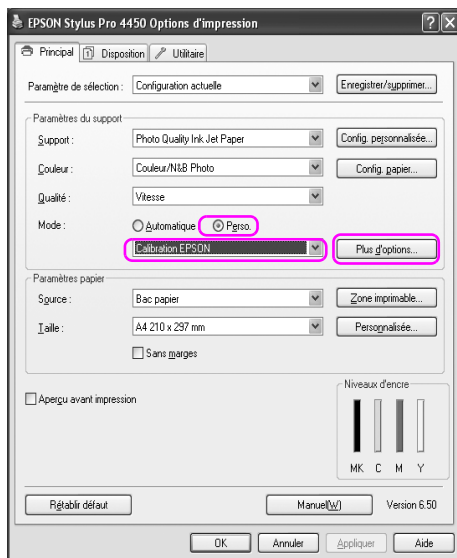 EPSON Stylus Pro 4450 Options d'impression
Principal Disposition Utilitaire
Paramètre de sélection : Configuration actuelle Enregistrer/supprimer...
Paramètres du support
Support : Photo Quality Ink Jet Paper Config. personnalisée...
Couleur : Couleur/N&B Photo Config. papier...
Qualité : Vitesse
Mode : Automatique Perso.
Calibration EPSON Plus d'options...
Paramètres papier
Source : Bac papier Zone imprimable...
Taille : A4 210 x 297 mm Personnalisée...
Sans marges
Aperçu avant impression
Niveaux d'encre
MK C M Y
Rétablir défaut Manuel(W) Version 6.50
OK Annuler Appliquer Aide